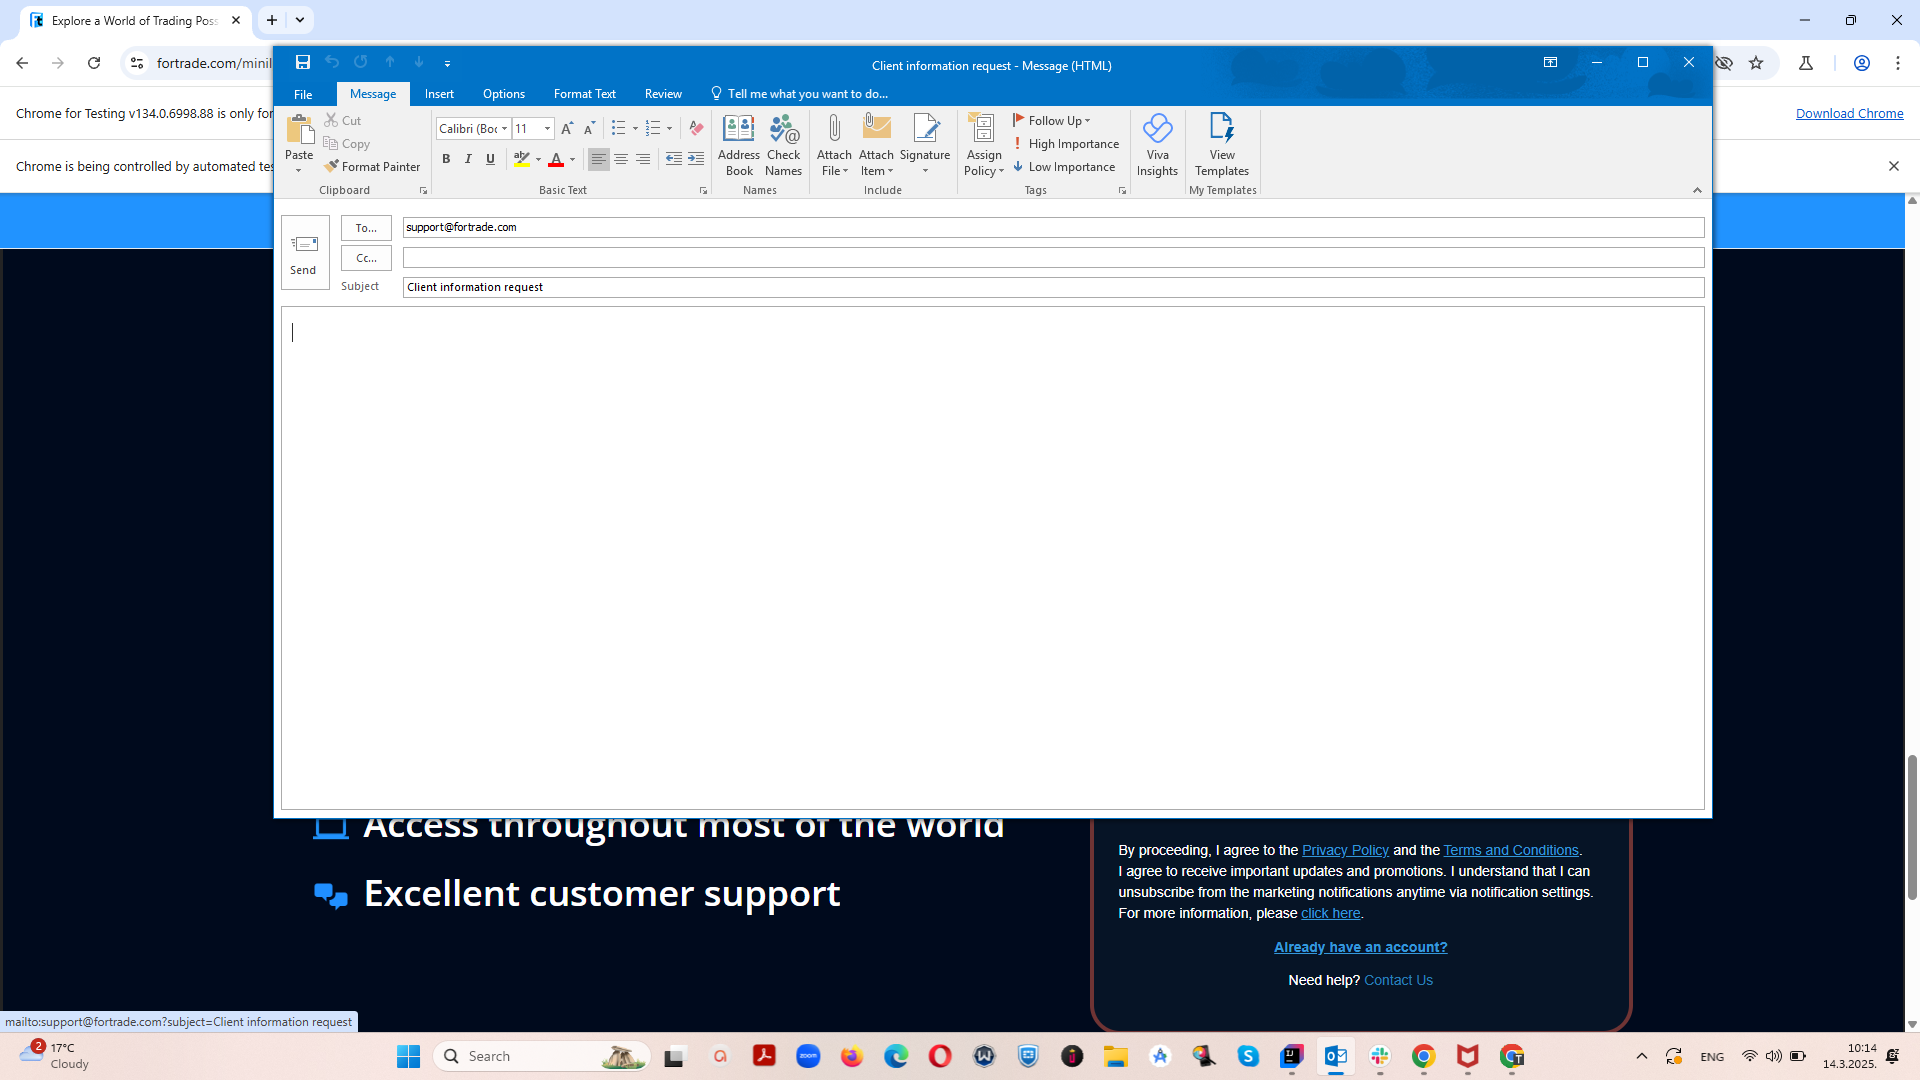 Explore a World of Trading Poss
fortrade.com/minil
Chrome for Testing v134.0.6998.88 is only for
Download Chrome
Chrome is being controlled by automated tes
Client information request - Message (HTML)
File
Message
Insert
Options
Format Text
Review
Tell me what you want to do...
Paste
Cut
Copy
Format Painter
Clipboard
Calibri (Boc
11
B I U
Basic Text
Address
Book
Check
Names
Names
Attach
File
Attach
Item
Signature
Include
Assign
Policy
Follow Up
High Importance
Low Importance
Tags
Viva
Insights
View
Templates
My Templates
Send
To...
support@fortrade.com
Cc...
Subject
Client information request
Access throughout most of the world
Excellent customer support
By proceeding, I agree to the Privacy Policy and the Terms and Conditions.
I agree to receive important updates and promotions. I understand that I can
unsubscribe from the marketing notifications anytime via notification settings.
For more information, please click here.
Already have an account?
Need help? Contact Us
mailto:support@fortrade.com?subject=Client information request
2
17°C
Cloudy
Search
zoom
ENG
10:14
14.3.2025.